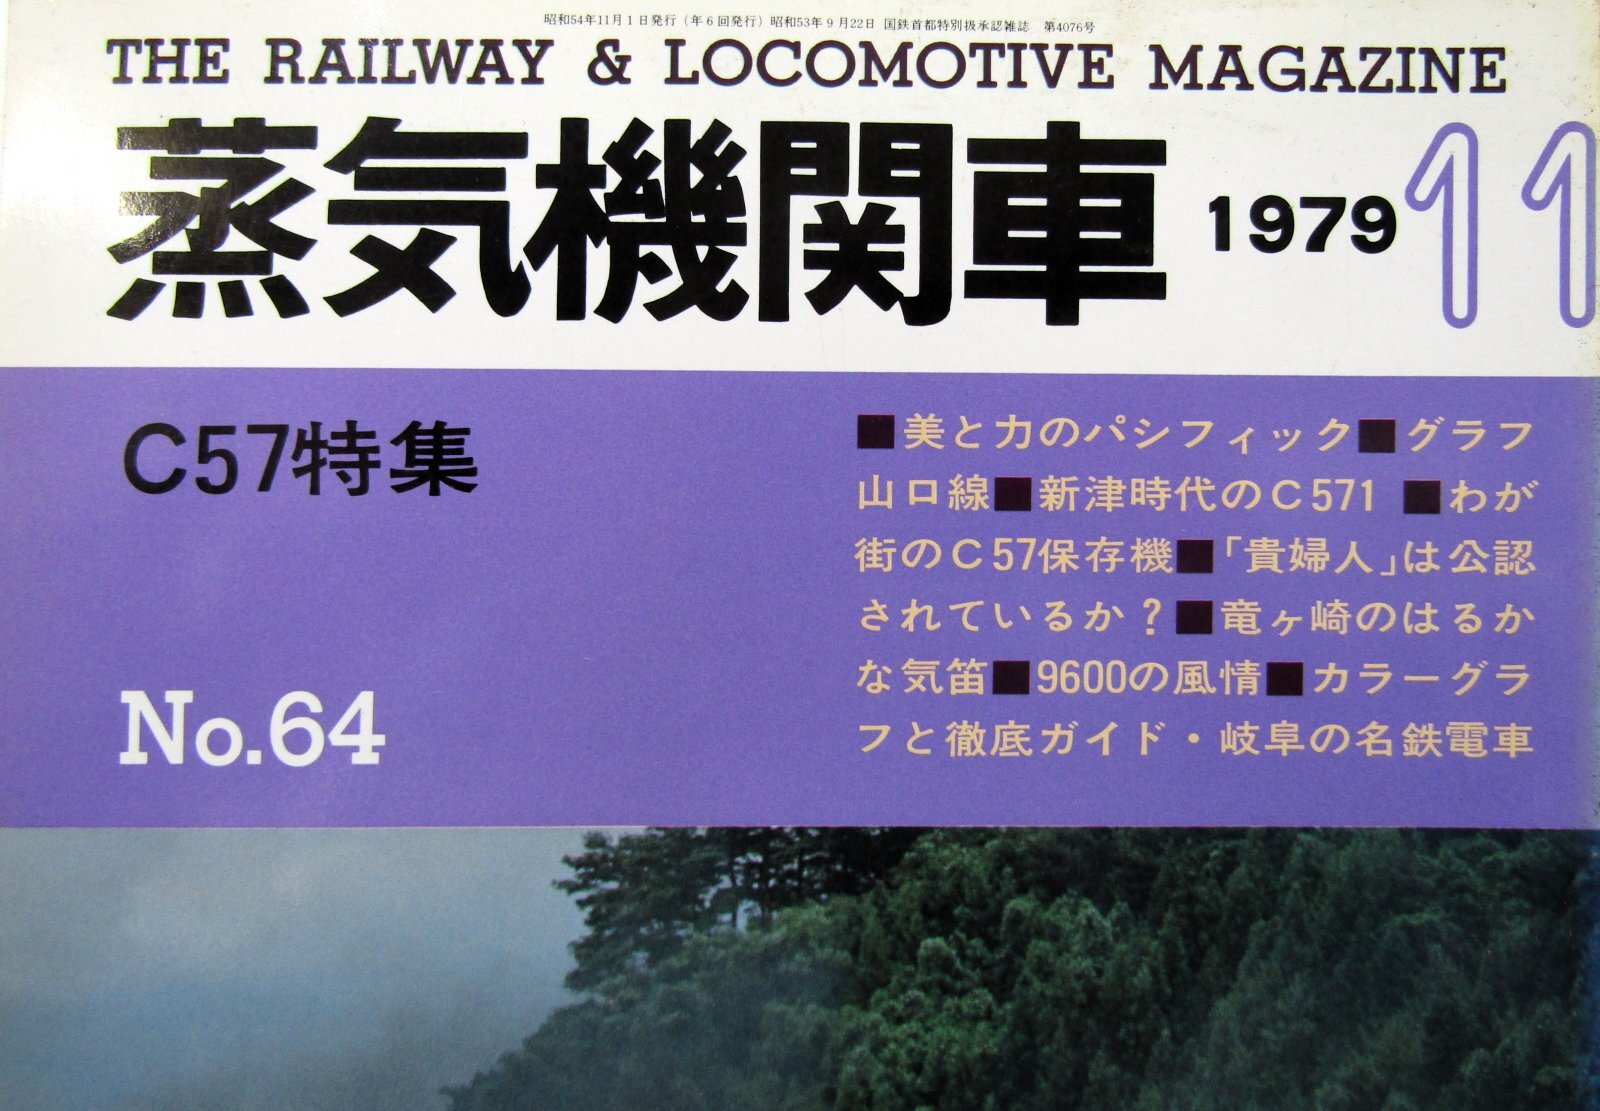 昭和54年11月1日発行（年6回発行）昭和53年9月22日 国鉄首都特別扱承認雑誌 第4076号
THE RAILWAY & LOCOMOTIVE MAGAZINE
蒸気機関車 1979 11
C57特集
No.64
■美と力のパシフィック■グラフ
山口線■新津時代のC571 ■わが
街のC57保存機■「貴婦人」は公認
されているか？■竜ヶ崎のはるか
な気笛■9600の風情■カラーグラ
フと徹底ガイド・岐阜の名鉄電車